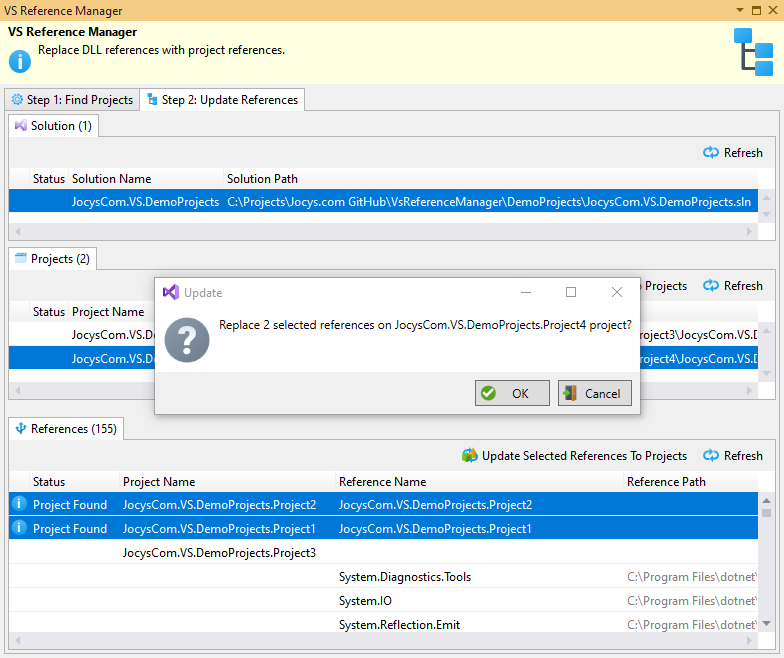 VS Reference Manager
VS Reference Manager
Replace DLL references with project references.
Step 1: Find Projects
Step 2: Update References
Solution (1)
Refresh
Status Solution Name Solution Path
JocysCom.VS.DemoProjects C:\Projects\Jocys.com GitHub\VsReferenceManager\DemoProjects\JocysCom.VS.DemoProjects.sln
Projects (2)
Projects Refresh
Status Project Name
JocysCom.VS.D roject3\JocysCom.VS.D
JocysCom.VS.D roject4\JocysCom.VS.D
Update
Replace 2 selected references on JocysCom.VS.DemoProjects.Project4 project?
OK Cancel
References (155)
Update Selected References To Projects Refresh
Status Project Name Reference Name Reference Path
Project Found JocysCom.VS.DemoProjects.Project2 JocysCom.VS.DemoProjects.Project2
Project Found JocysCom.VS.DemoProjects.Project1 JocysCom.VS.DemoProjects.Project1
JocysCom.VS.DemoProjects.Project3
System.Diagnostics.Tools C:\Program Files\dotnet\
System.IO C:\Program Files\dotnet\
System.Reflection.Emit C:\Program Files\dotnet\